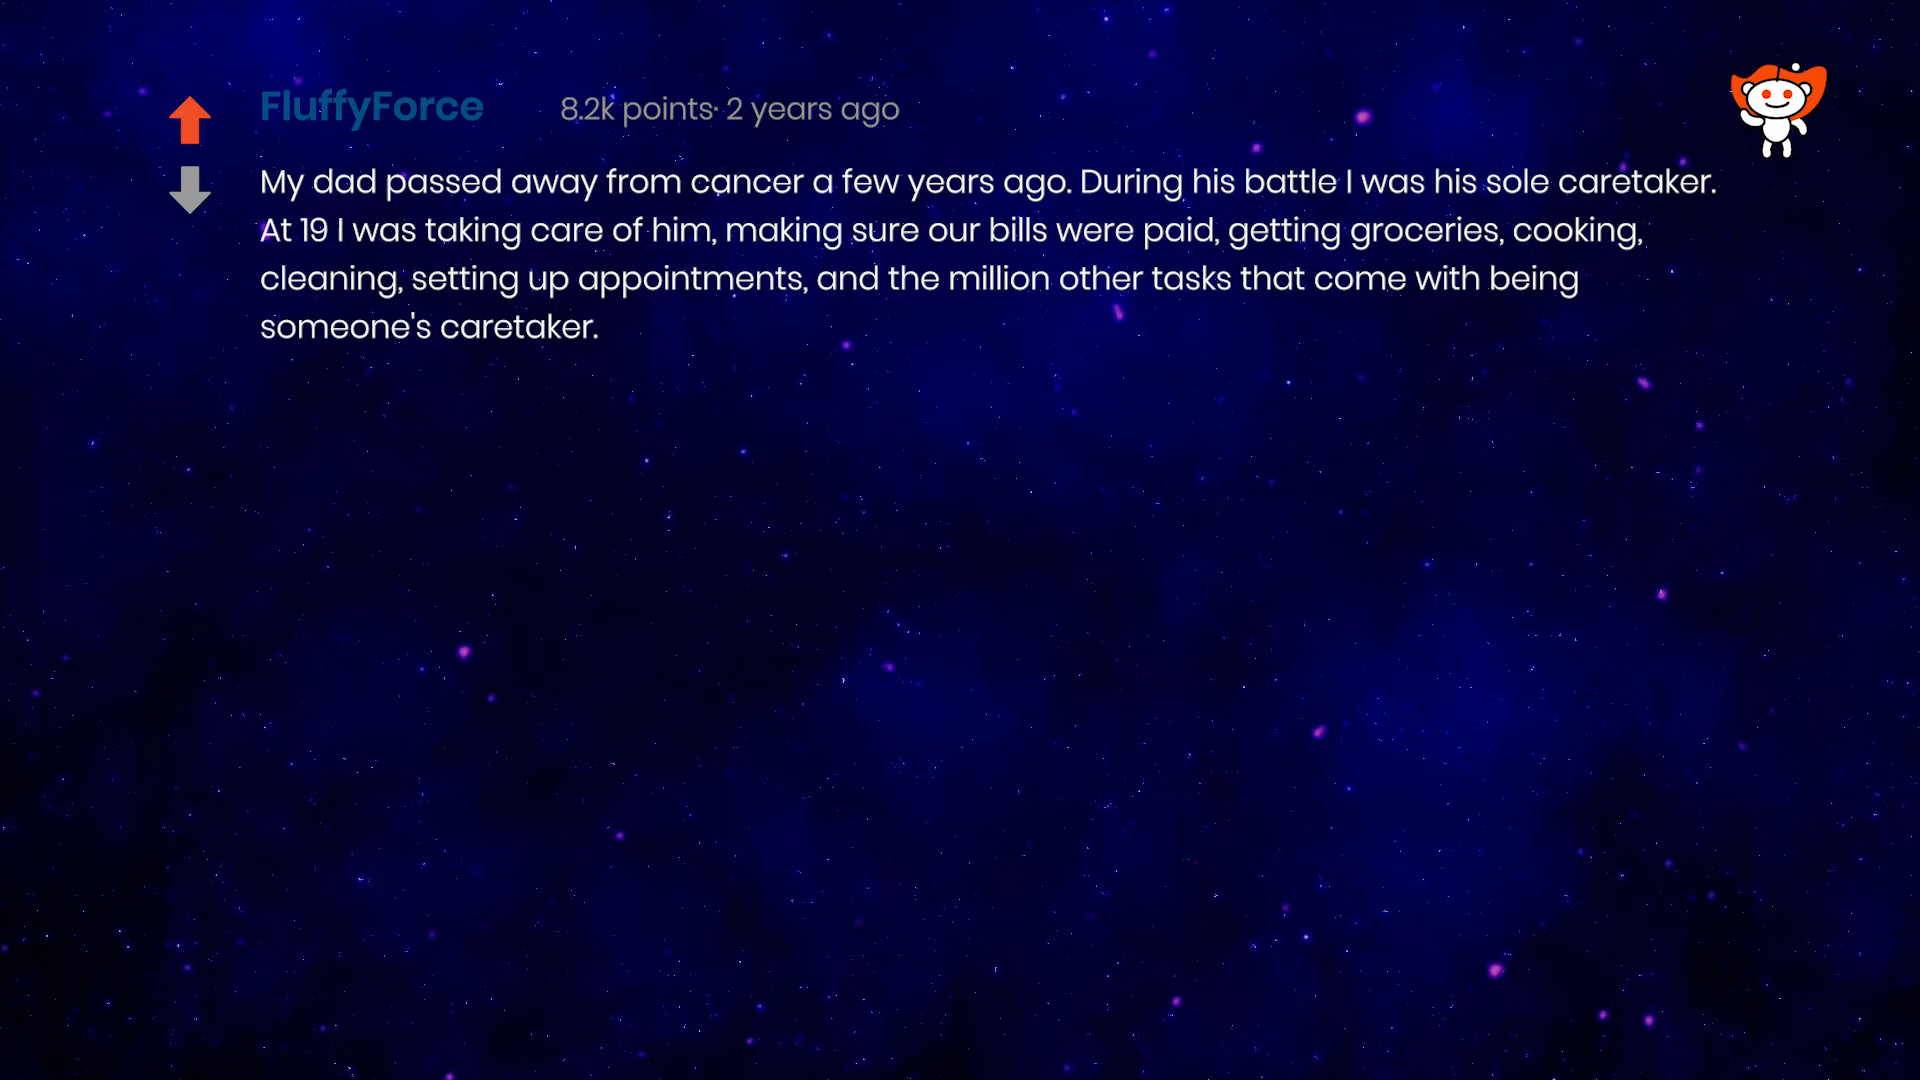 FluffyForce 8.2k points· 2 years ago
My dad passed away from cancer a few years ago. During his battle I was his sole caretaker.
At 19 I was taking care of him, making sure our bills were paid, getting groceries, cooking,
cleaning, setting up appointments, and the million other tasks that come with being
someone's caretaker.